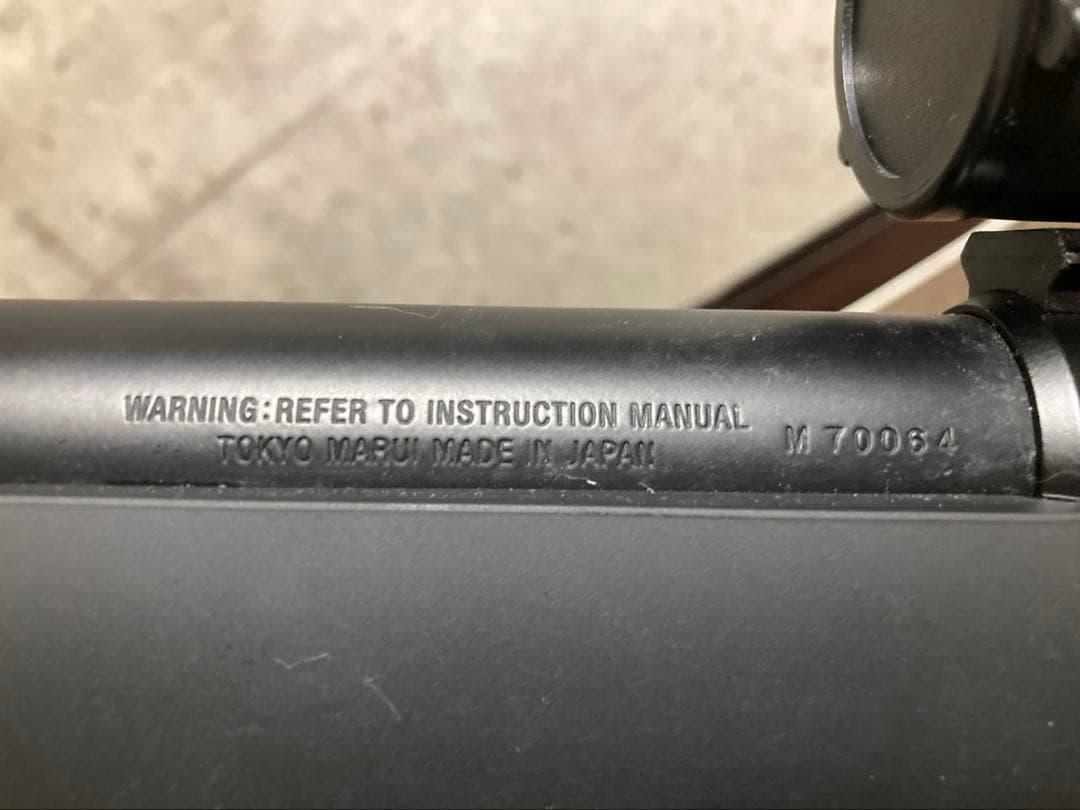 WARNING:REFER TO INSTRUCTION MANUAL
TOKYO MARUI MADE IN JAPAN
M 70064